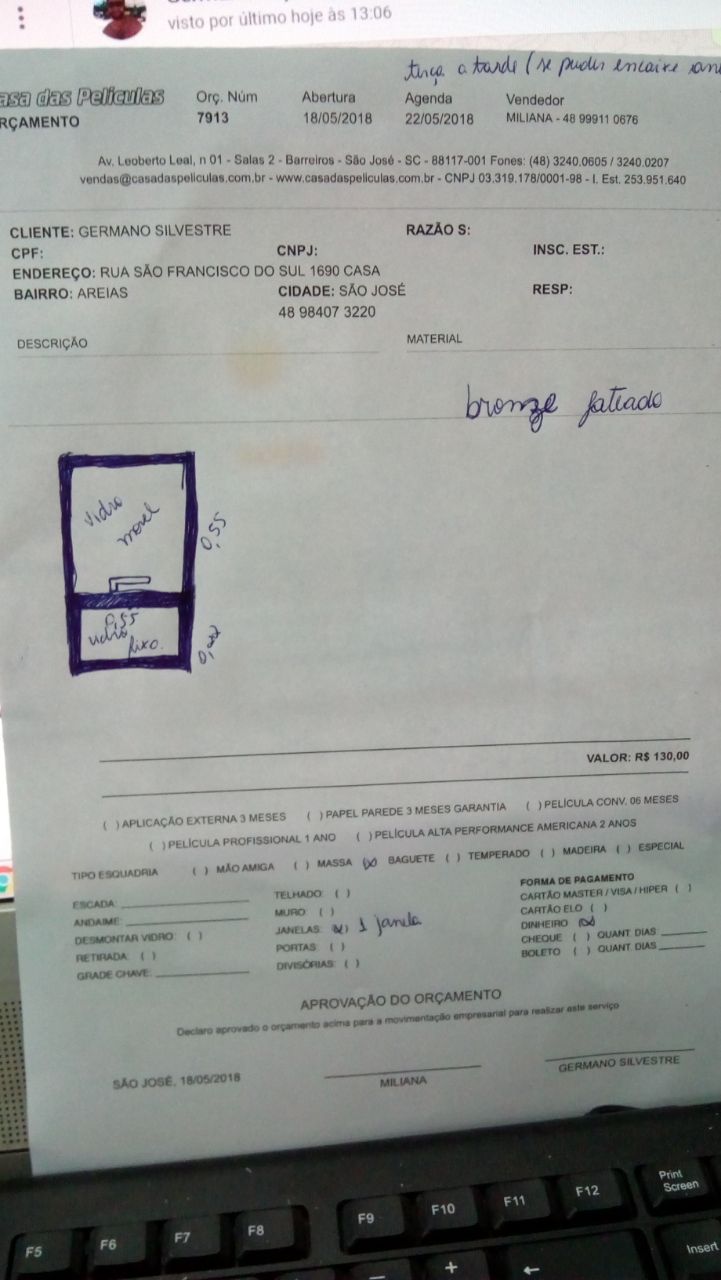 visto por último hoje às 13:06
terça a tarde (se puder encaixe
asa das Películas
RÇAMENTO
Orç. Núm
7913
Abertura
18/05/2018
Agenda
22/05/2018
Vendedor
MILIANA - 48 99911 0676
Av. Leoberto Leal, n 01 - Salas 2 - Barreiros - São José - SC - 88117-001 Fones: (48) 3240.0605 / 3240.0207
vendas@casadaspeliculas.com.br - www.casadaspeliculas.com.br - CNPJ 03.319.178/0001-98 - I. Est. 253.951.640
CLIENTE: GERMANO SILVESTRE RAZÃO S:
CPF: CNPJ: INSC. EST.:
ENDEREÇO: RUA SÃO FRANCISCO DO SUL 1690 CASA
BAIRRO: AREIAS CIDADE: SÃO JOSÉ RESP:
48 98407 3220
DESCRIÇÃO MATERIAL
bronze fatiado
vidro
movel
0,55
0,55
vidro
fixo.
VALOR: R$ 130,00
( ) APLICAÇÃO EXTERNA 3 MESES ( ) PAPEL PAREDE 3 MESES GARANTIA ( ) PELÍCULA CONV. 06 MESES
( ) PELÍCULA PROFISSIONAL 1 ANO ( ) PELÍCULA ALTA PERFORMANCE AMERICANA 2 ANOS
TIPO ESQUADRIA ( ) MÃO AMIGA ( ) MASSA (x) BAGUETE ( ) TEMPERADO ( ) MADEIRA ( ) ESPECIAL
ESCADA:
ANDAIME:
DESMONTAR VIDRO: ( )
RETIRADA: ( )
GRADE CHAVE:
TELHADO: ( )
MURO: ( )
JANELAS: (x) 1 janela
PORTAS: ( )
DIVISÓRIAS: ( )
FORMA DE PAGAMENTO
CARTÃO MASTER / VISA / HIPER ( )
CARTÃO ELO ( )
DINHEIRO (x)
CHEQUE ( ) QUANT DIAS
BOLETO ( ) QUANT. DIAS
APROVAÇÃO DO ORÇAMENTO
Declaro aprovado o orçamento acima para a movimentação empresarial para realizar este serviço
SÃO JOSÉ, 18/05/2018 MILIANA GERMANO SILVESTRE
Print
Screen
F5 F6 F7 F8 F9 F10 F11 F12
Insert